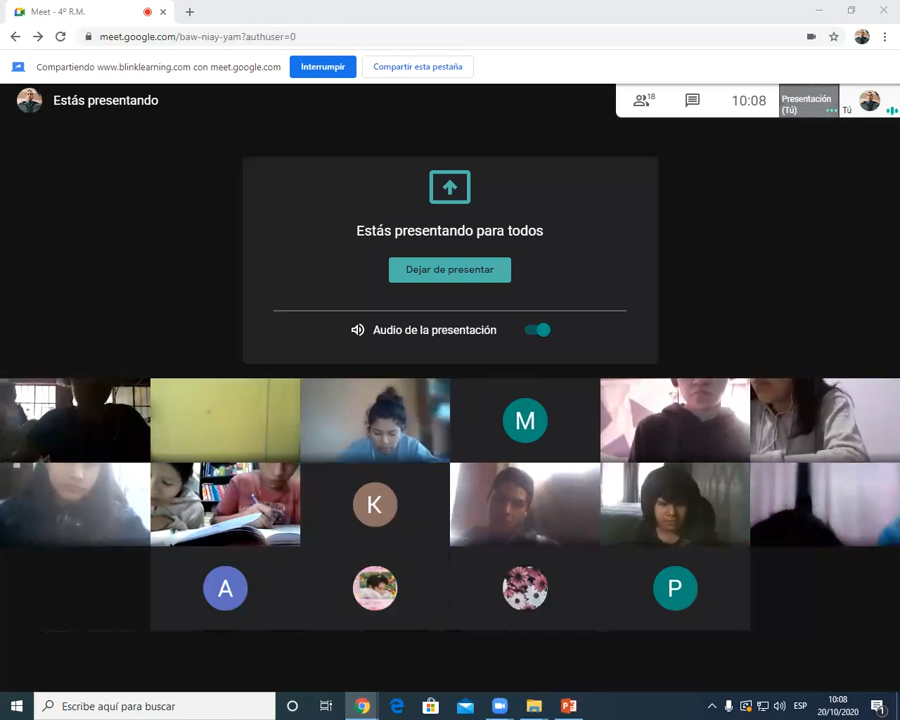 Meet - 4º R.M.
meet.google.com/baw-niay-yam?authuser=0
Compartiendo www.blinklearning.com con meet.google.com
Interrumpir
Compartir esta pestaña
Estás presentando
18
10:08
Presentación
(Tú)
Tú
Estás presentando para todos
Dejar de presentar
Audio de la presentación
M
K
A
P
Escribe aquí para buscar
ESP
10:08
20/10/2020
1